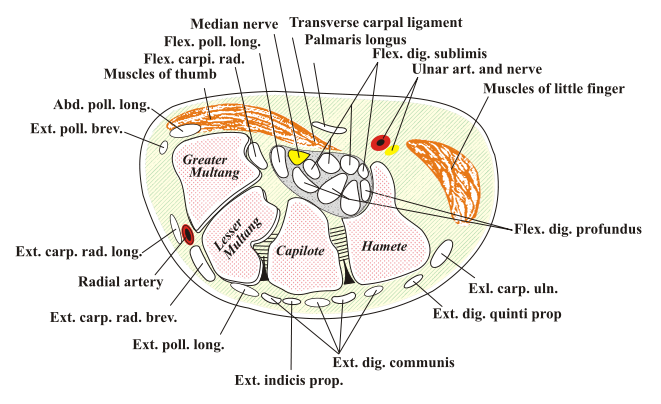 Median nerve
Transverse carpal ligament
Flex. poll. long.
Palmaris longus
Flex. carpi. rad.
Flex. dig. sublimis
Muscles of thumb
Ulnar art. and nerve
Muscles of little finger
Abd. poll. long.
Ext. poll. brev.
Greater
Multang
Lesser
Multang
Capilote
Hamete
Flex. dig. profundus
Ext. carp. rad. long.
Radial artery
Exl. carp. uln.
Ext. carp. rad. brev.
Ext. dig. quinti prop
Ext. poll. long.
Ext. dig. communis
Ext. indicis prop.